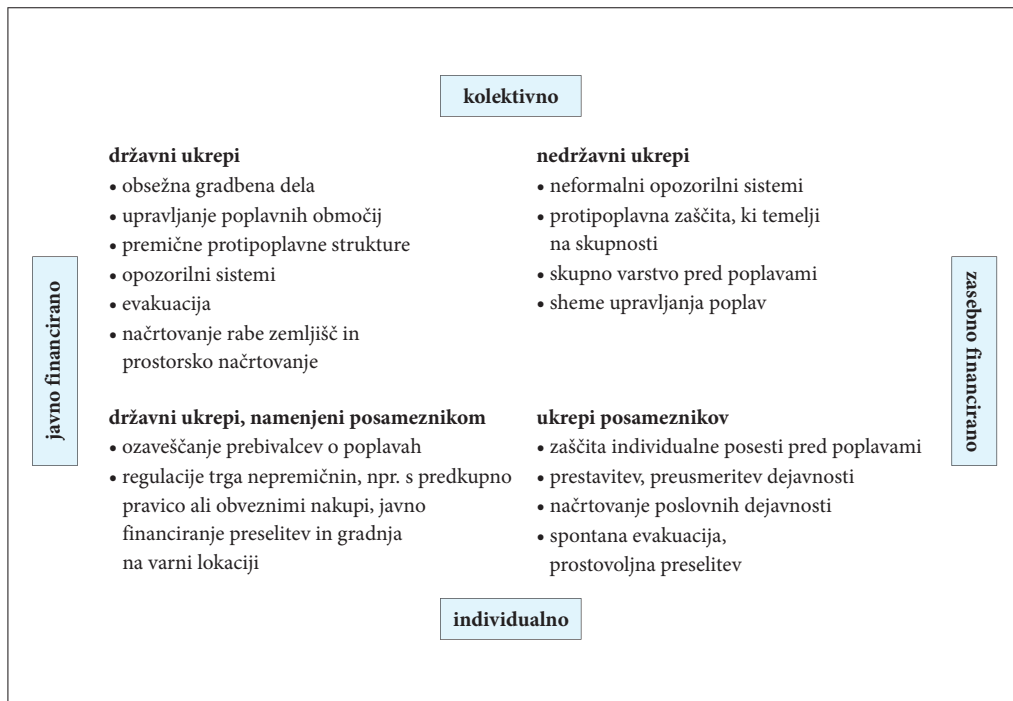 kolektivno
državni ukrepi
• obsežna gradbena dela
• upravljanje poplavnih območij
• premične protipoplavne strukture
• opozorilni sistemi
• evakuacija
• načrtovanje rabe zemljišč in
prostorsko načrtovanje
nedržavni ukrepi
• neformalni opozorilni sistemi
• protipoplavna zaščita, ki temelji
na skupnosti
• skupno varstvo pred poplavami
• sheme upravljanja poplav
javno financirano
zasebno financirano
državni ukrepi, namenjeni posameznikom
• ozaveščanje prebivalcev o poplavah
• regulacije trga nepremičnin, npr. s predkupno
pravico ali obveznimi nakupi, javno
financiranje preselitev in gradnja
na varni lokaciji
ukrepi posameznikov
• zaščita individualne posesti pred poplavami
• prestavitev, preusmeritev dejavnosti
• načrtovanje poslovnih dejavnosti
• spontana evakuacija,
prostovoljna preselitev
individualno